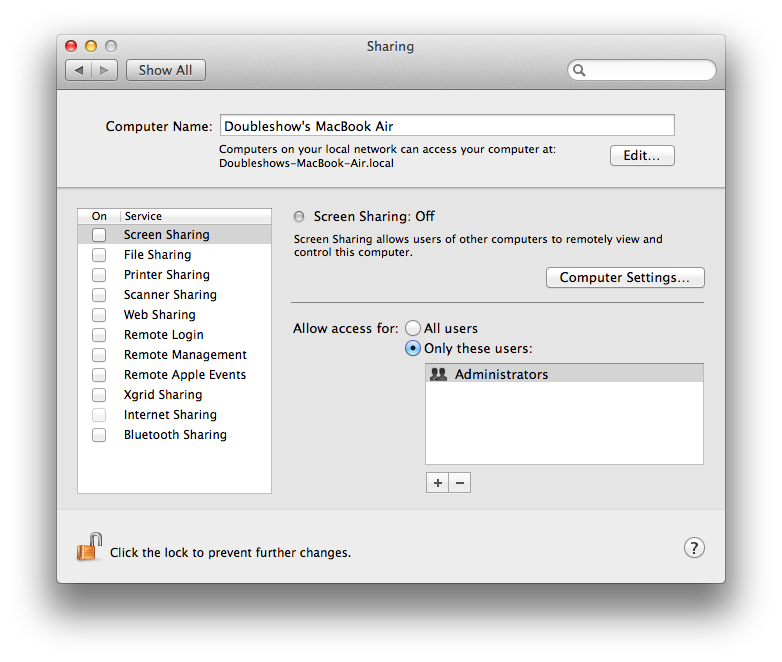 Sharing
Show All
Computer Name: Doubleshow's MacBook Air
Computers on your local network can access your computer at:
Doubleshows-MacBook-Air.local
Edit...
On Service
Screen Sharing
File Sharing
Printer Sharing
Scanner Sharing
Web Sharing
Remote Login
Remote Management
Remote Apple Events
Xgrid Sharing
Internet Sharing
Bluetooth Sharing
Screen Sharing: Off
Screen Sharing allows users of other computers to remotely view and
control this computer.
Computer Settings...
Allow access for: All users
Only these users:
Administrators
+ −
Click the lock to prevent further changes.
?